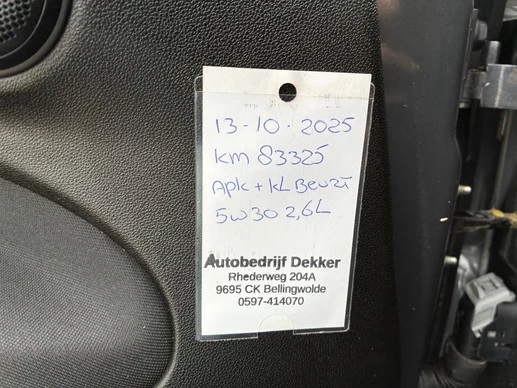 13-10-2025
km 83325
Apk + KL Beurt
5w30 2,6L
Autobedrijf Dekker
Rhederweg 204A
9695 CK Bellingwolde
0597-414070